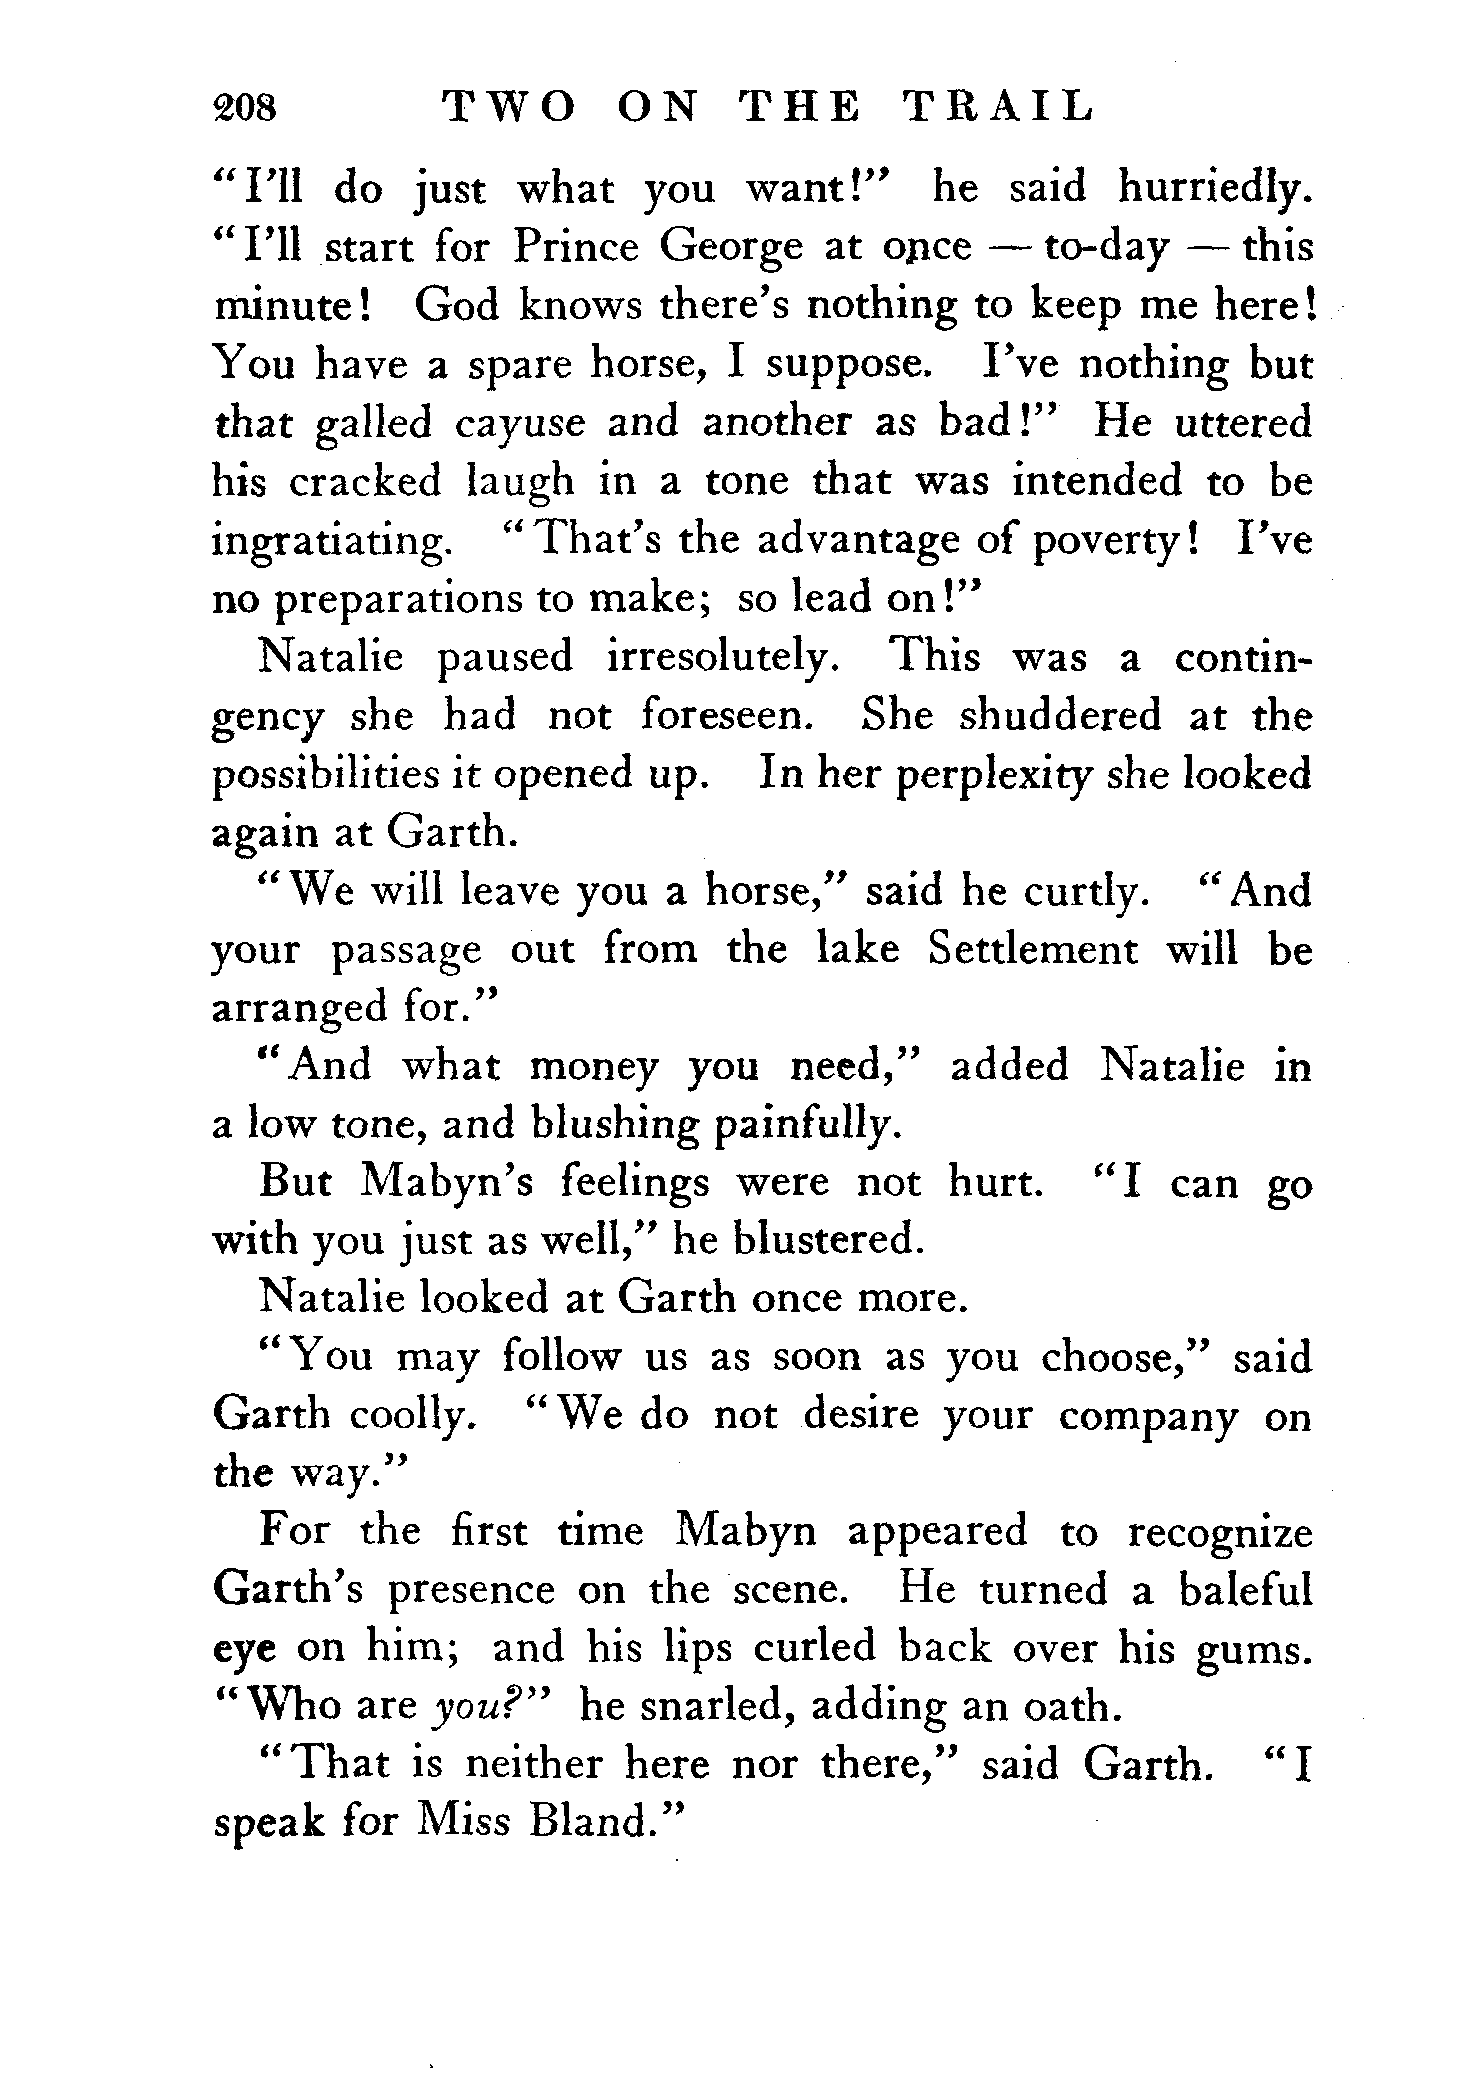 208 TWO ON THE TRAIL
"I'll do just what you want!" he said hurriedly.
"I'll start for Prince George at once — to-day — this
minute! God knows there's nothing to keep me here!
You have a spare horse, I suppose. I've nothing but
that galled cayuse and another as bad!" He uttered
his cracked laugh in a tone that was intended to be
ingratiating. "That's the advantage of poverty! I've
no preparations to make; so lead on!"
Natalie paused irresolutely. This was a contin-
gency she had not foreseen. She shuddered at the
possibilities it opened up. In her perplexity she looked
again at Garth.
"We will leave you a horse," said he curtly. "And
your passage out from the lake Settlement will be
arranged for."
"And what money you need," added Natalie in
a low tone, and blushing painfully.
But Mabyn's feelings were not hurt. "I can go
with you just as well," he blustered.
Natalie looked at Garth once more.
"You may follow us as soon as you choose," said
Garth coolly. "We do not desire your company on
the way."
For the first time Mabyn appeared to recognize
Garth's presence on the scene. He turned a baleful
eye on him; and his lips curled back over his gums.
"Who are you?" he snarled, adding an oath.
"That is neither here nor there," said Garth. "I
speak for Miss Bland."